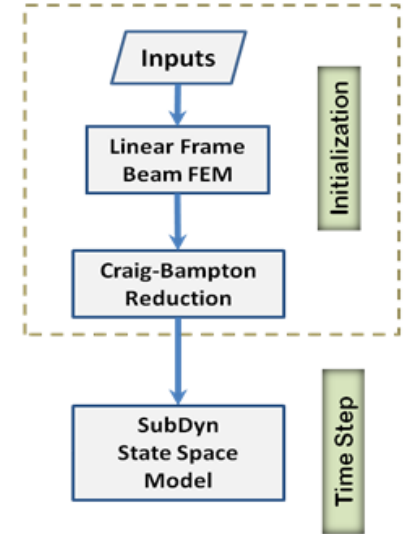 Inputs
Linear Frame
Beam FEM
Initialization
Craig-Bampton
Reduction
SubDyn
State Space
Model
Time Step